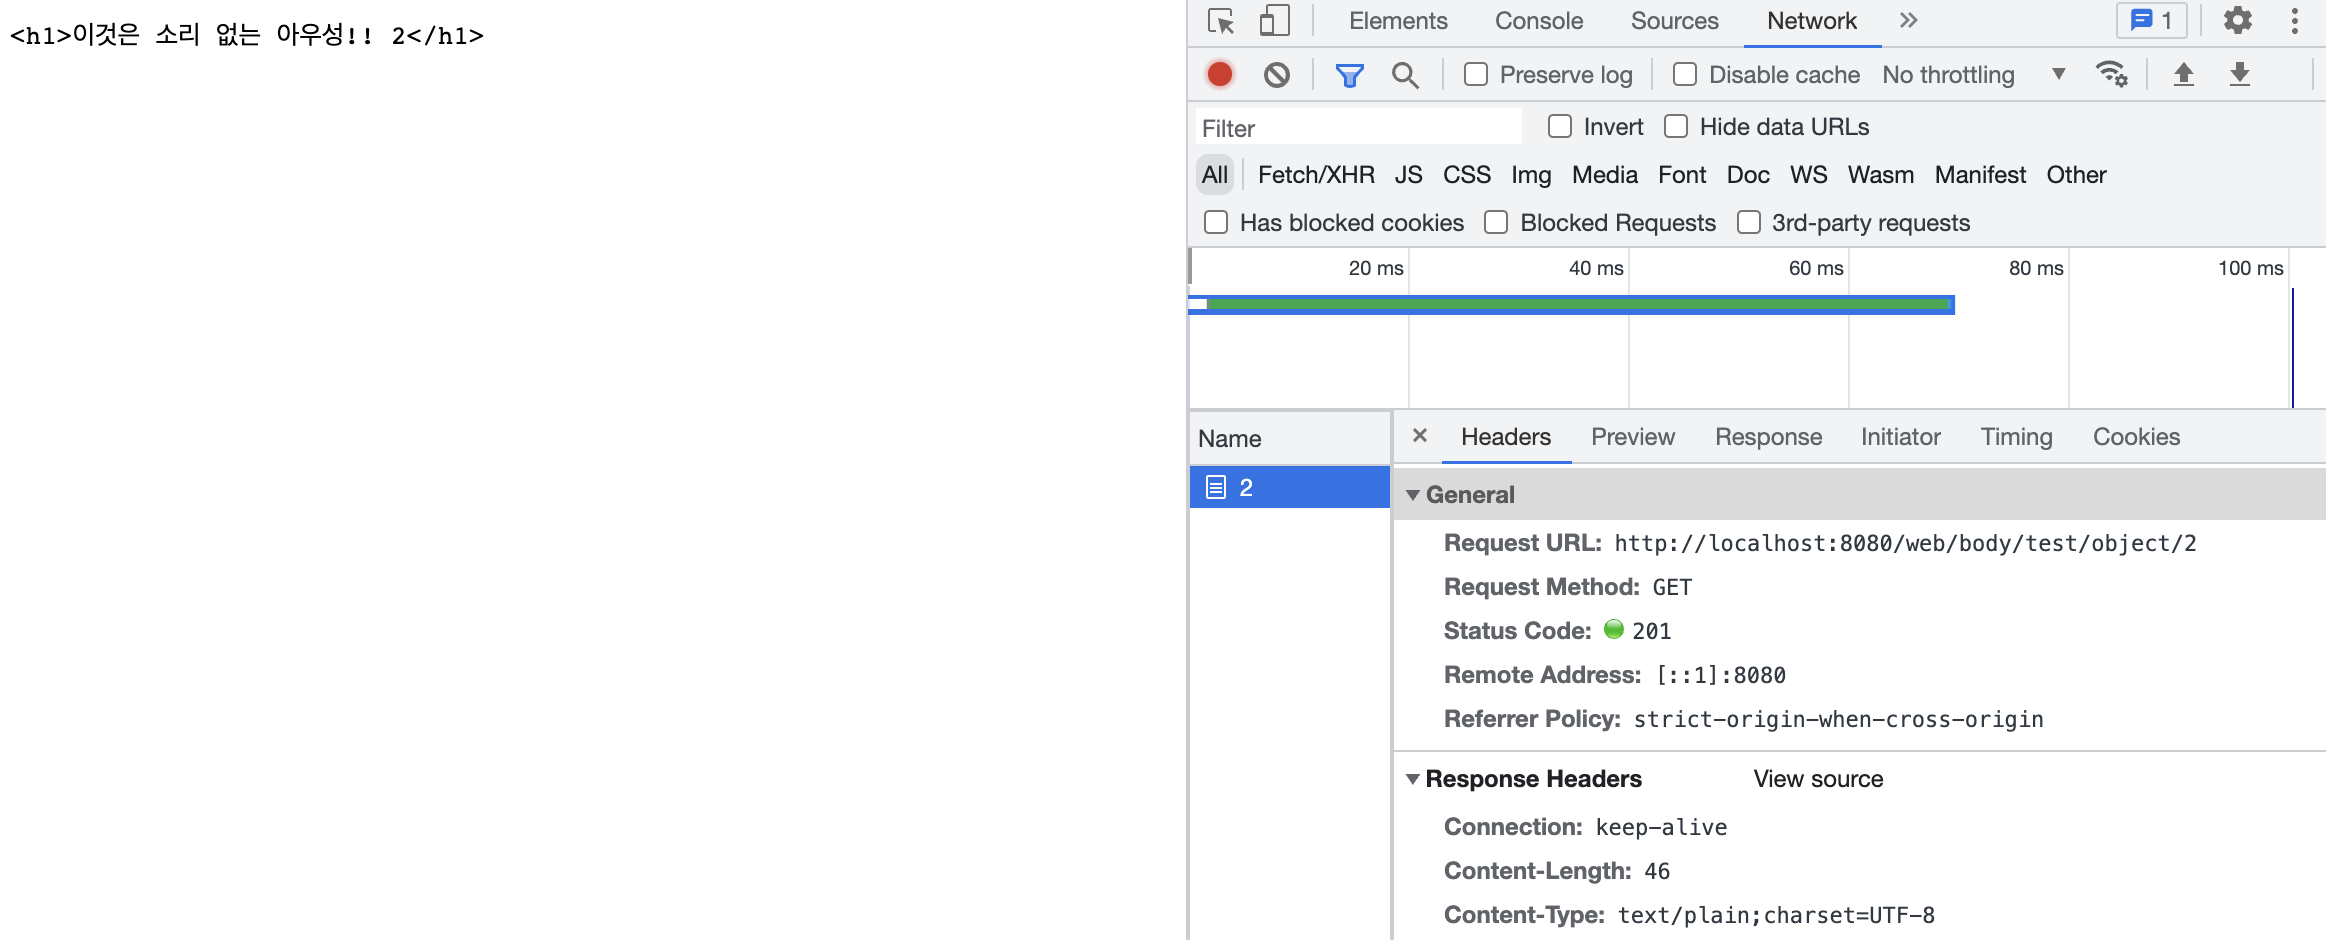 <h1>이것은 소리 없는 아우성!! 2</h1>
Elements Console Sources Network 1
Preserve log Disable cache No throttling
Filter Invert Hide data URLs
All Fetch/XHR JS CSS Img Media Font Doc WS Wasm Manifest Other
Has blocked cookies Blocked Requests 3rd-party requests
20 ms 40 ms 60 ms 80 ms 100 ms
Name
2
Headers Preview Response Initiator Timing Cookies
General
Request URL: http://localhost:8080/web/body/test/object/2
Request Method: GET
Status Code: 201
Remote Address: [::1]:8080
Referrer Policy: strict-origin-when-cross-origin
Response Headers View source
Connection: keep-alive
Content-Length: 46
Content-Type: text/plain;charset=UTF-8